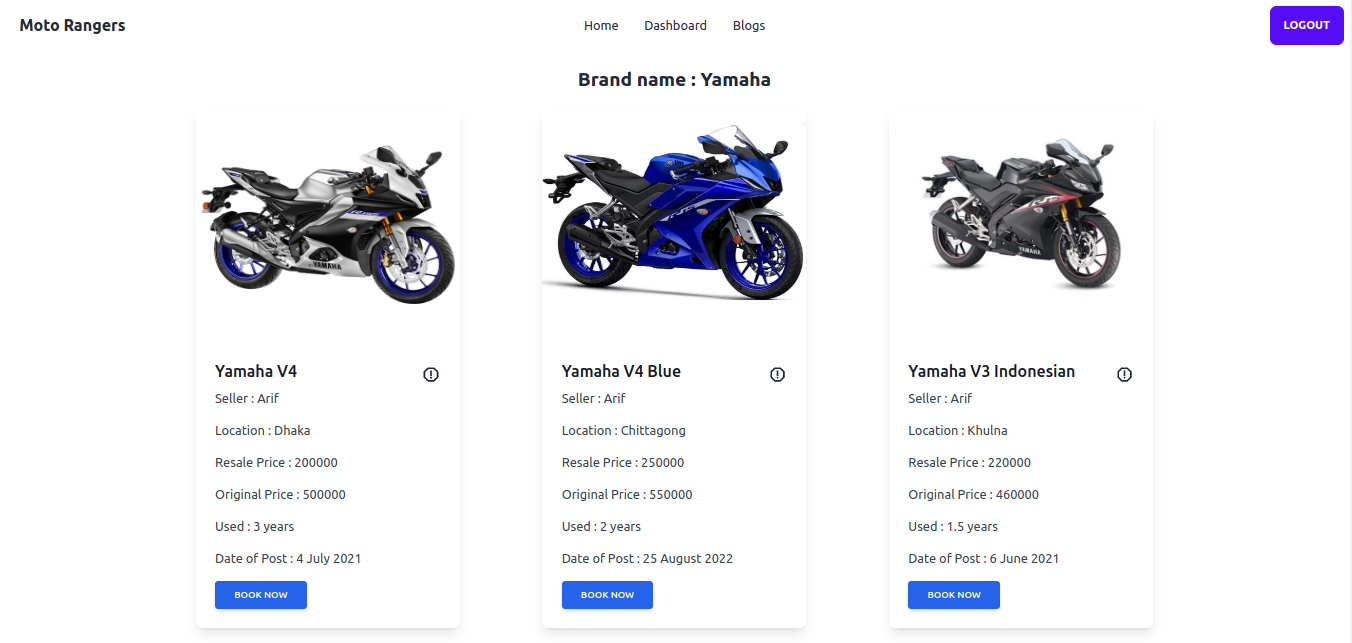 Moto Rangers
Home Dashboard Blogs
LOGOUT
Brand name : Yamaha
YAMAHA
YAMAHA
Yamaha V4
Seller : Arif
Location : Dhaka
Resale Price : 200000
Original Price : 500000
Used : 3 years
Date of Post : 4 July 2021
BOOK NOW
Yamaha V4 Blue
Seller : Arif
Location : Chittagong
Resale Price : 250000
Original Price : 550000
Used : 2 years
Date of Post : 25 August 2022
BOOK NOW
Yamaha V3 Indonesian
Seller : Arif
Location : Khulna
Resale Price : 220000
Original Price : 460000
Used : 1.5 years
Date of Post : 6 June 2021
BOOK NOW